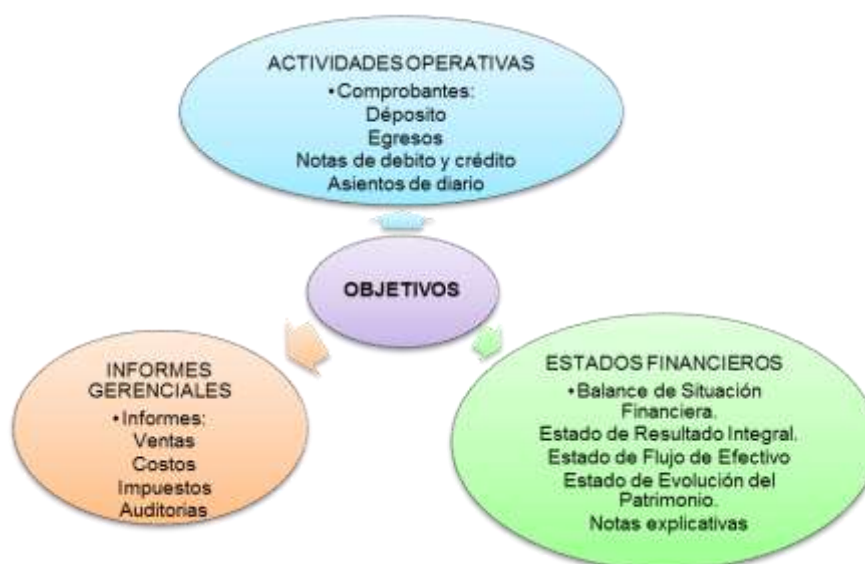 ACTIVIDADES OPERATIVAS
•Comprobantes:
Déposito
Egresos
Notas de debito y crédito
Asientos de diario
OBJETIVOS
INFORMES
GERENCIALES
•Informes:
Ventas
Costos
Impuestos
Auditorias
ESTADOS FINANCIEROS
•Balance de Situación
Financiera.
Estado de Resultado Integral.
Estado de Flujo de Efectivo
Estado de Evolución del
Patrimonio.
Notas explicativas